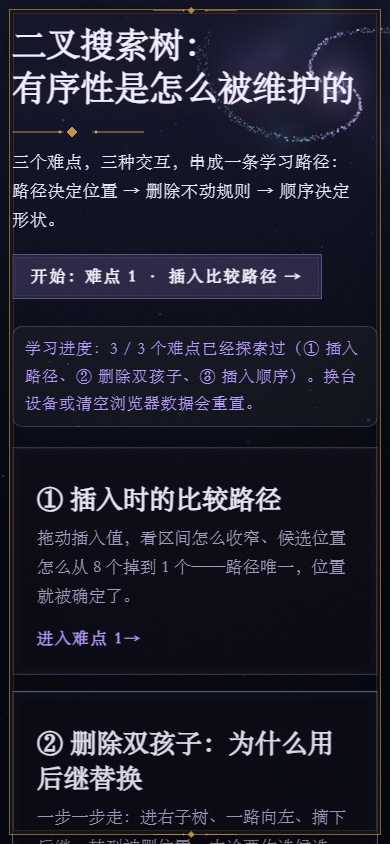 二叉搜索树：
有序性是怎么被维护的
三个难点，三种交互，串成一条学习路径：
路径决定位置 → 删除不动规则 → 顺序决定
形状。
开始：难点 1 · 插入比较路径 →
学习进度：3 / 3 个难点已经探索过（① 插入
路径、② 删除双孩子、③ 插入顺序）。换台
设备或清空浏览器数据会重置。
① 插入时的比较路径
拖动插入值，看区间怎么收窄、候选位置
怎么从 8 个掉到 1 个——路径唯一，位置
就被确定了。
进入难点 1→
② 删除双孩子：为什么用
后继替换
一步一步走：进右子树、一路向左、摘下